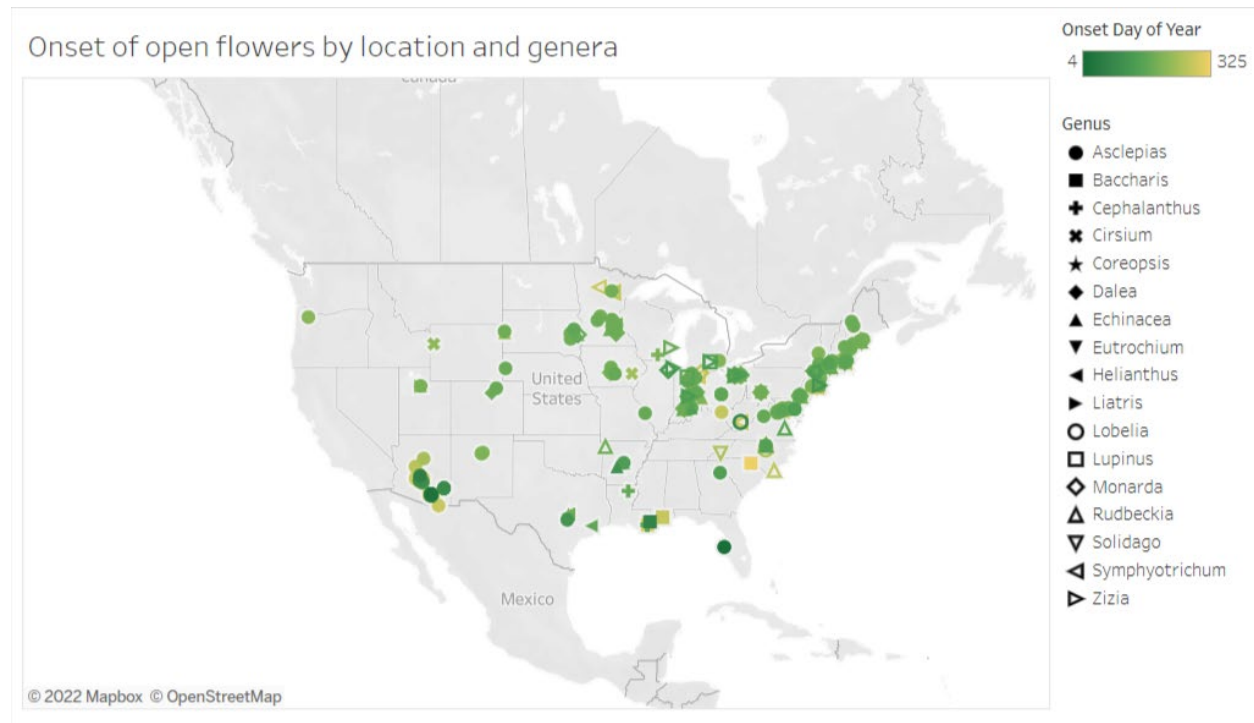 Onset of open flowers by location and genera
Onset Day of Year
4 325
Genus
Asclepias
Baccharis
Cephalanthus
Cirsium
Coreopsis
Dalea
Echinacea
Eutrochium
Helianthus
Liatris
Lobelia
Lupinus
Monarda
Rudbeckia
Solidago
Symphyotrichum
Zizia
Canada
United
States
Mexico
© 2022 Mapbox © OpenStreetMap